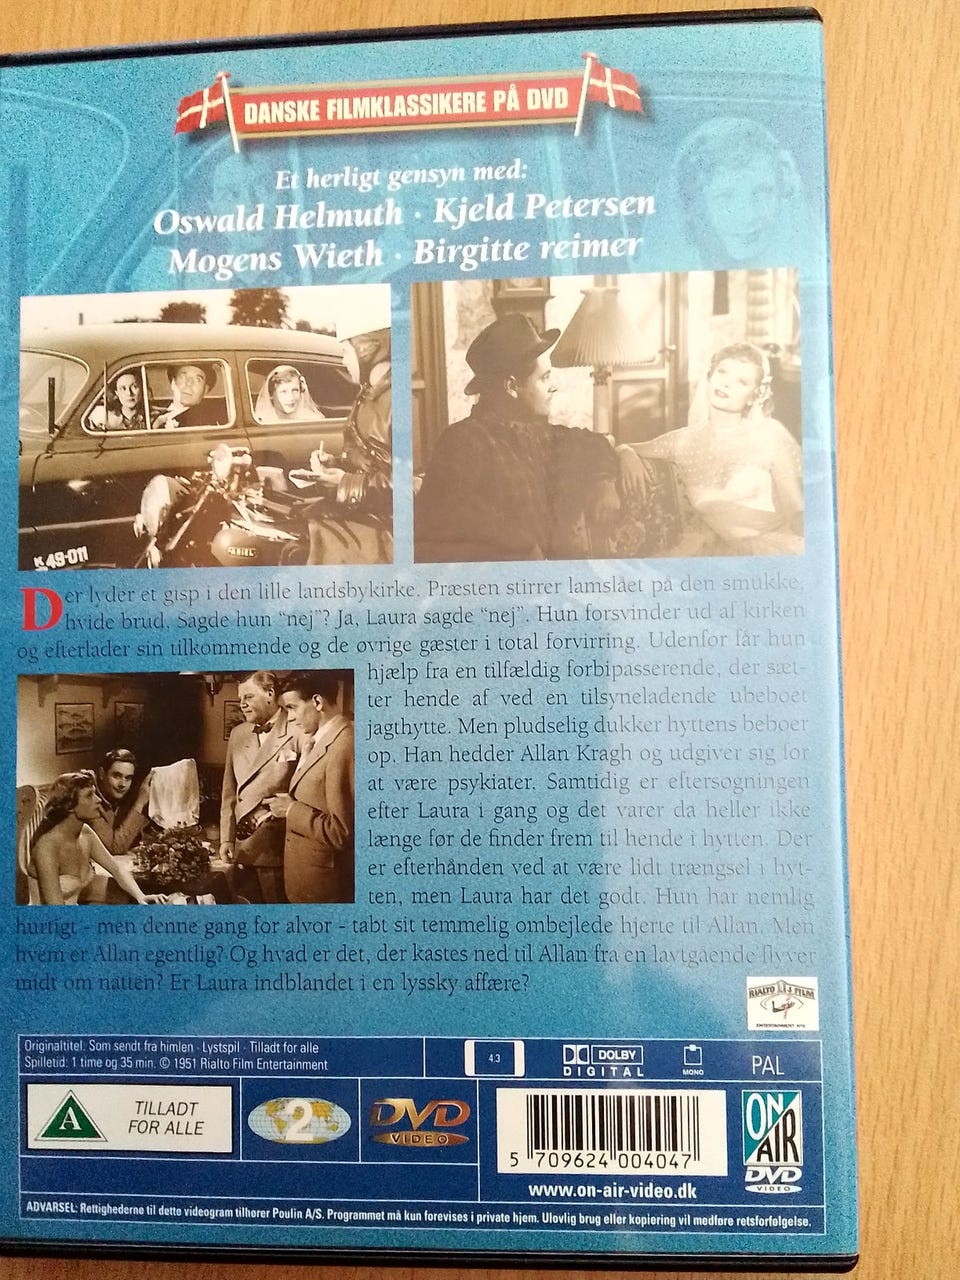 DANSKE FILMKLASSIKERE PÅ DVD
Et herligt gensyn med:
Oswald Helmuth · Kjeld Petersen
Mogens Wieth · Birgitte reimer
K 49-011
ARIEL
Der lyder et gisp i den lille landsbykirke. Præsten stirrer lamslået på den smukke,
hvide brud. Sagde hun "nej"? Ja, Laura sagde "nej". Hun forsvinder ud af kirken
og efterlader sin tilkommende og de øvrige gæster i total forvirring. Udenfor får hun
hjælp fra en tilfældig forbipasserende, der sæt-
ter hende af ved en tilsyneladende ubeboet
jagthytte. Men pludselig dukker hyttens beboer
op. Han hedder Allan Kragh og udgiver sig for
at være psykiater. Samtidig er eftersøgningen
efter Laura i gang og det varer da heller ikke
længe før de finder frem til hende i hytten. Der
er efterhånden ved at være lidt trængsel i hyt-
ten, men Laura har det godt. Hun har nemlig
hurtigt - men denne gang for alvor - tabt sit temmelig ombejlede hjerte til Allan. Men
hvem er Allan egentlig? Og hvad er det, der kastes ned til Allan fra en lavtgående flyver
midt om natten? Er Laura indblandet i en lyssky affære?
RIALTO FILM
ENTERTAINMENT APS
Originaltitel: Som sendt fra himlen · Lystspil · Tilladt for alle
Spilletid: 1 time og 35 min. © 1951 Rialto Film Entertainment
4:3
DOLBY
DIGITAL
MONO
PAL
A
TILLADT
FOR ALLE
2
DVD
VIDEO
5 709624 004047
ON
AIR
DVD
VIDEO
www.on-air-video.dk
ADVARSEL: Rettighederne til dette videogram tilhører Poulin A/S. Programmet må kun forevises i private hjem. Ulovlig brug eller kopiering vil medføre retsforfølgelse.